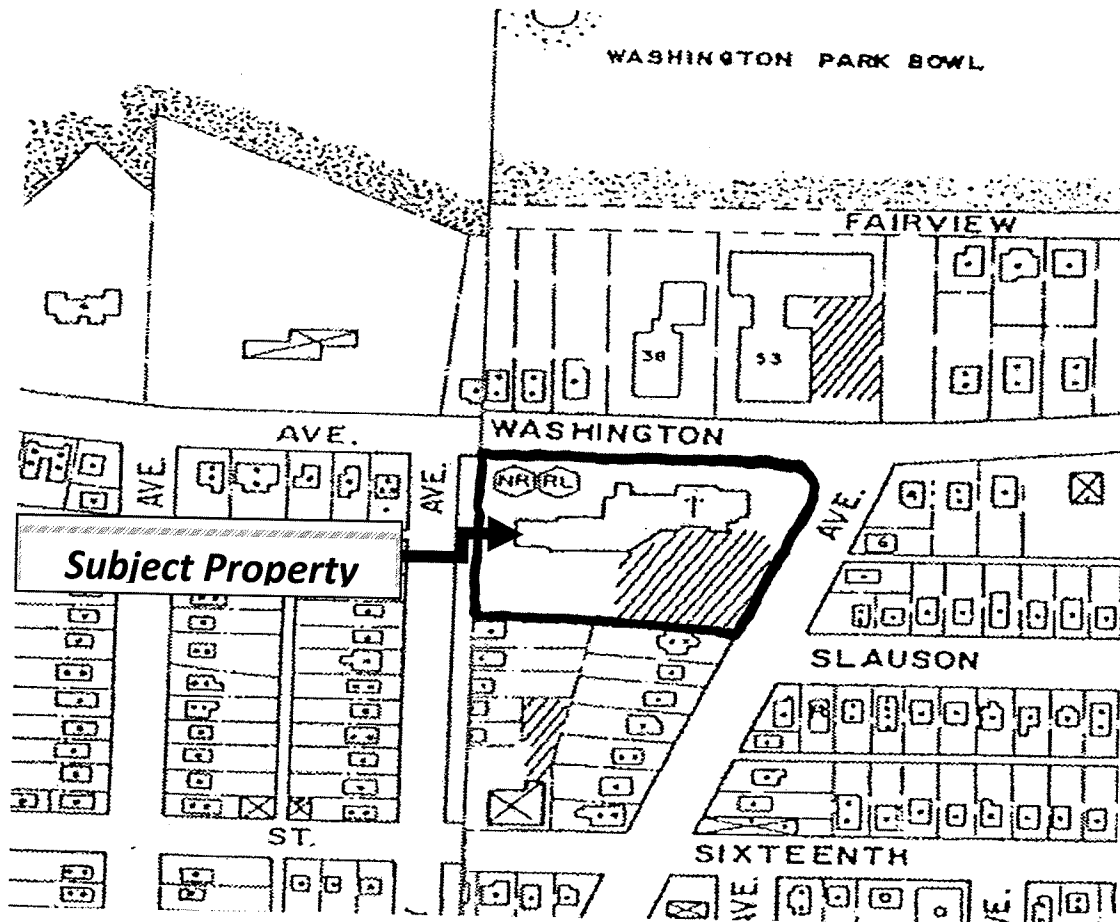 WASHINGTON PARK BOWL
FAIRVIEW
38
53
AVE.
WASHINGTON
AVE.
AVE.
NR
RL
AVE.
6
Subject Property
SLAUSON
ST.
SIXTEENTH
AVE.
AVE.